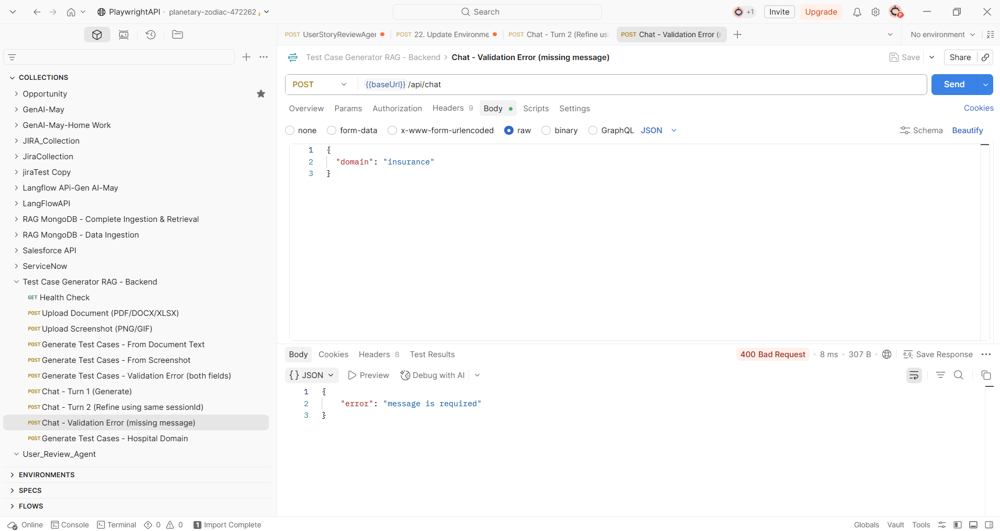 PlaywrightAPI · planetary-zodiac-472262
Search
+1
Invite
Upgrade
POST UserStoryReviewAger
POST 22. Update Environme
POST Chat - Turn 2 (Refine usi
POST Chat - Validation Error (r
No environment
HTTP Test Case Generator RAG - Backend > Chat - Validation Error (missing message)
Save
Share
POST {{baseUrl}} /api/chat
Send
Overview Params Authorization Headers 9 Body Scripts Settings
Cookies
none form-data x-www-form-urlencoded raw binary GraphQL JSON
Schema Beautify
1 {
2 "domain": "insurance"
3 }
COLLECTIONS
Opportunity
GenAI-May
GenAI-May-Home Work
JIRA_Collection
JiraCollection
jiraTest Copy
Langflow APi-Gen AI-May
LangFlowAPI
RAG MongoDB - Complete Ingestion & Retrieval
RAG MongoDB - Data Ingestion
Salesforce API
ServiceNow
Test Case Generator RAG - Backend
GET Health Check
POST Upload Document (PDF/DOCX/XLSX)
POST Upload Screenshot (PNG/GIF)
POST Generate Test Cases - From Document Text
POST Generate Test Cases - From Screenshot
POST Generate Test Cases - Validation Error (both fields)
POST Chat - Turn 1 (Generate)
POST Chat - Turn 2 (Refine using same sessionId)
POST Chat - Validation Error (missing message)
POST Generate Test Cases - Hospital Domain
User_Review_Agent
ENVIRONMENTS
SPECS
FLOWS
Body Cookies Headers 8 Test Results
400 Bad Request • 8 ms • 307 B
e.g. Save Response
{} JSON Preview Debug with AI
1 {
2 "error": "message is required"
3 }
Online Console Terminal 0 0 1 Import Complete
Globals Vault Tools